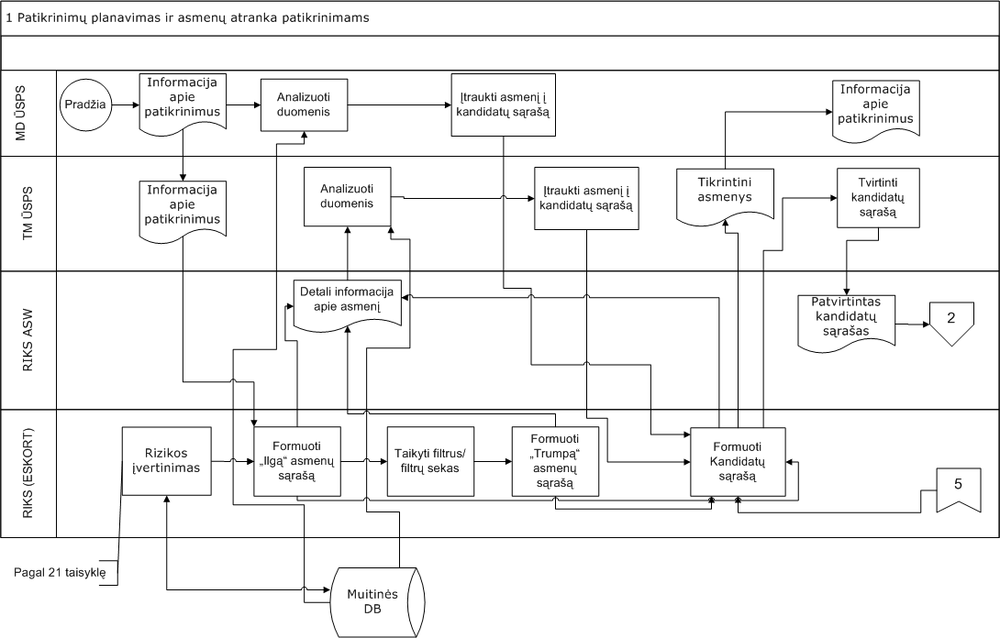 1 Patikrinimų planavimas ir asmenų atranka patikrinimams
MD ŪSPS
Pradžia
Informacija
apie
patikrinimus
Analizuoti
duomenis
Įtraukti asmenį į
kandidatų sąrašą
Informacija
apie
patikrinimus
TM ŪSPS
Informacija
apie
patikrinimus
Analizuoti
duomenis
Įtraukti asmenį į
kandidatų sąrašą
Tikrintini
asmenys
Tvirtinti
kandidatų
sąrašą
RIKS ASW
Detali informacija
apie asmenį
Patvirtintas
kandidatų
sąrašas
2
RIKS (ESKORT)
Rizikos
įvertinimas
Formuoti
„Ilgą“ asmenų
sąrašą
Taikyti filtrus/
filtrų sekas
Formuoti
„Trumpą“
asmenų
sąrašą
Formuoti
Kandidatų
sąrašą
5
Pagal 21 taisyklę
Muitinės
DB